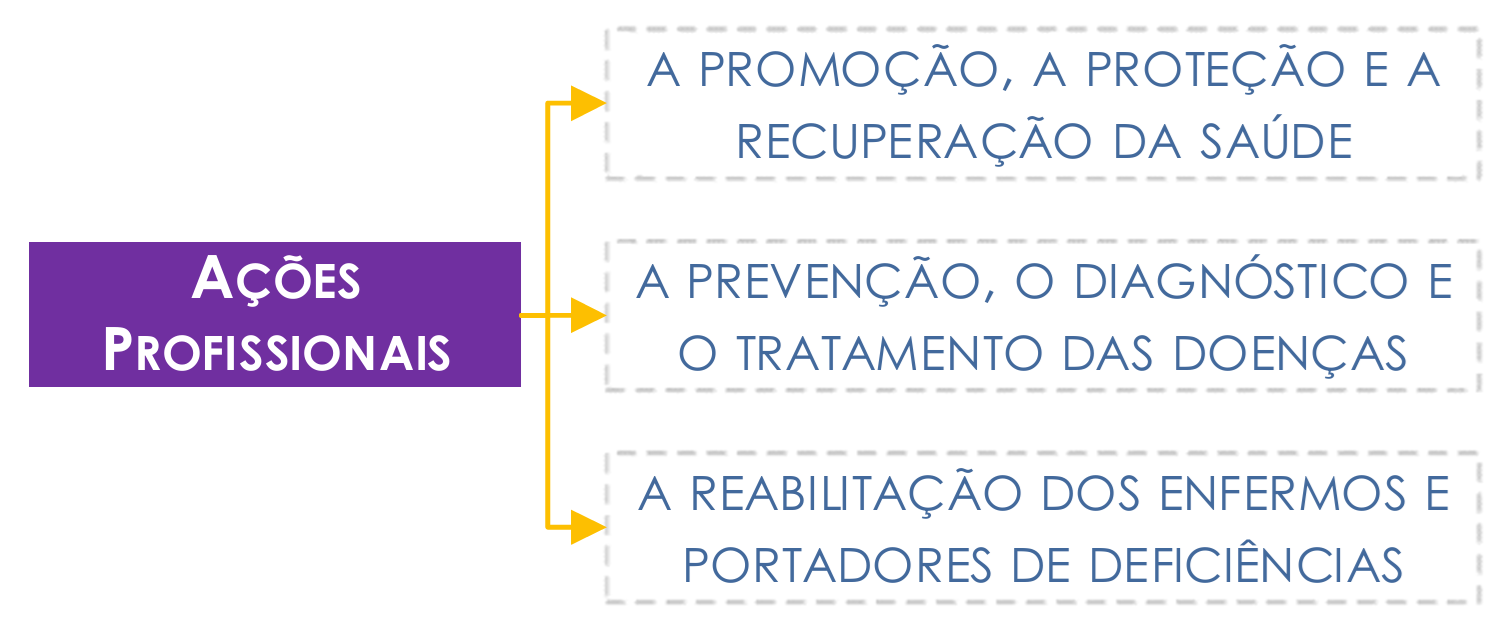 A PROMOÇÃO, A PROTEÇÃO E A
RECUPERAÇÃO DA SAÚDE
AÇÕES
PROFISSIONAIS
A PREVENÇÃO, O DIAGNÓSTICO E
O TRATAMENTO DAS DOENÇAS
A REABILITAÇÃO DOS ENFERMOS E
PORTADORES DE DEFICIÊNCIAS